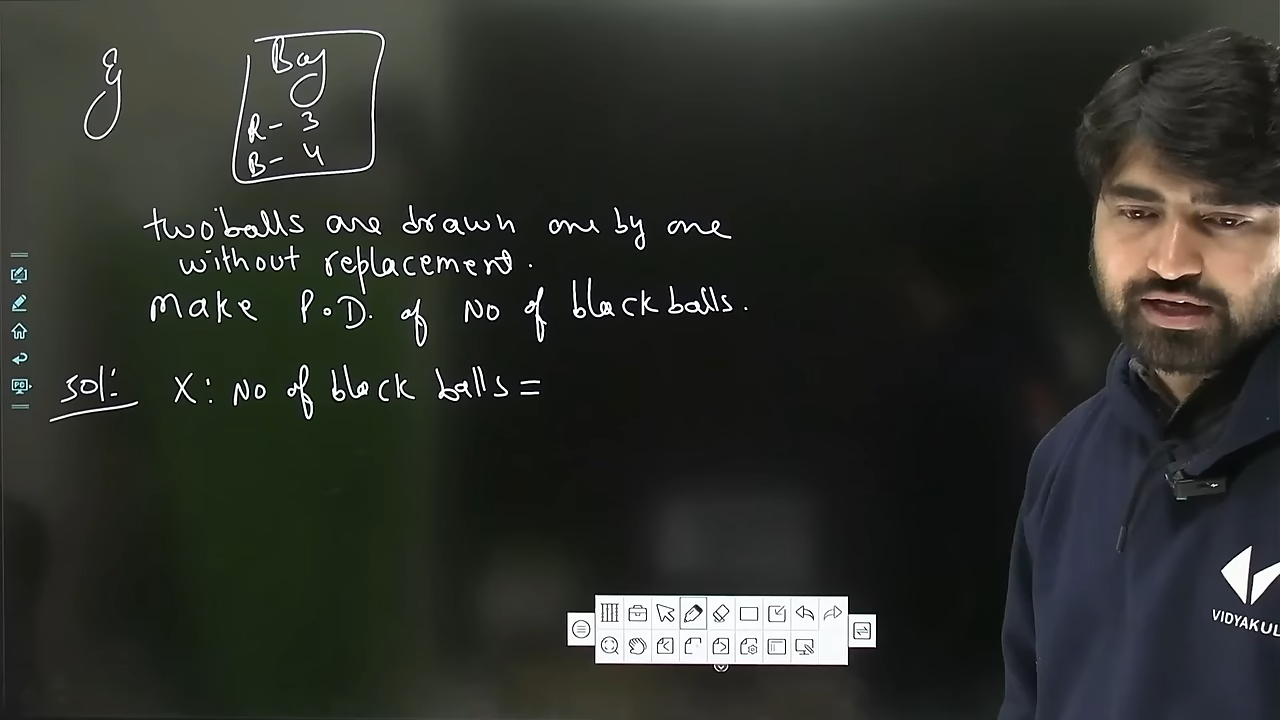 Eg
Bag
R - 3
B - 4
two balls are drawn one by one
without replacement.
Make P.D. of No of black balls.
Sol:
X: No of black balls =
PO
VIDYAKUL